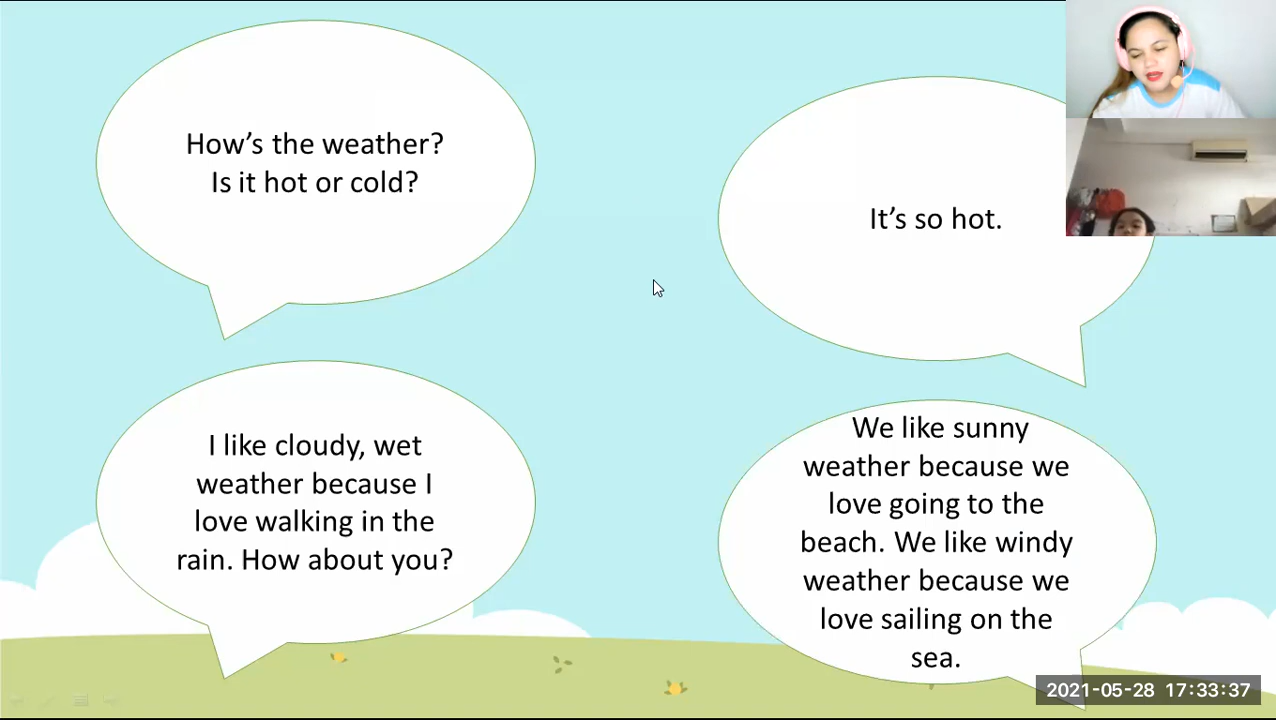 How’s the weather?
Is it hot or cold?
It’s so hot.
I like cloudy, wet
weather because I
love walking in the
rain. How about you?
We like sunny
weather because we
love going to the
beach. We like windy
weather because we
love sailing on the
sea.
2021-05-28 17:33:37